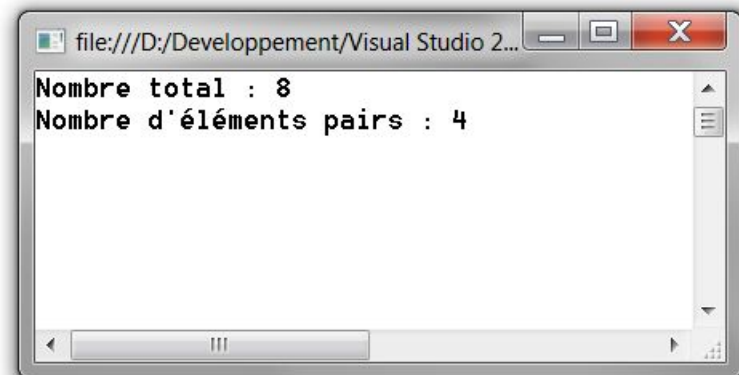 file:///D:/Developpement/Visual Studio 2...
Nombre total : 8
Nombre d'éléments pairs : 4